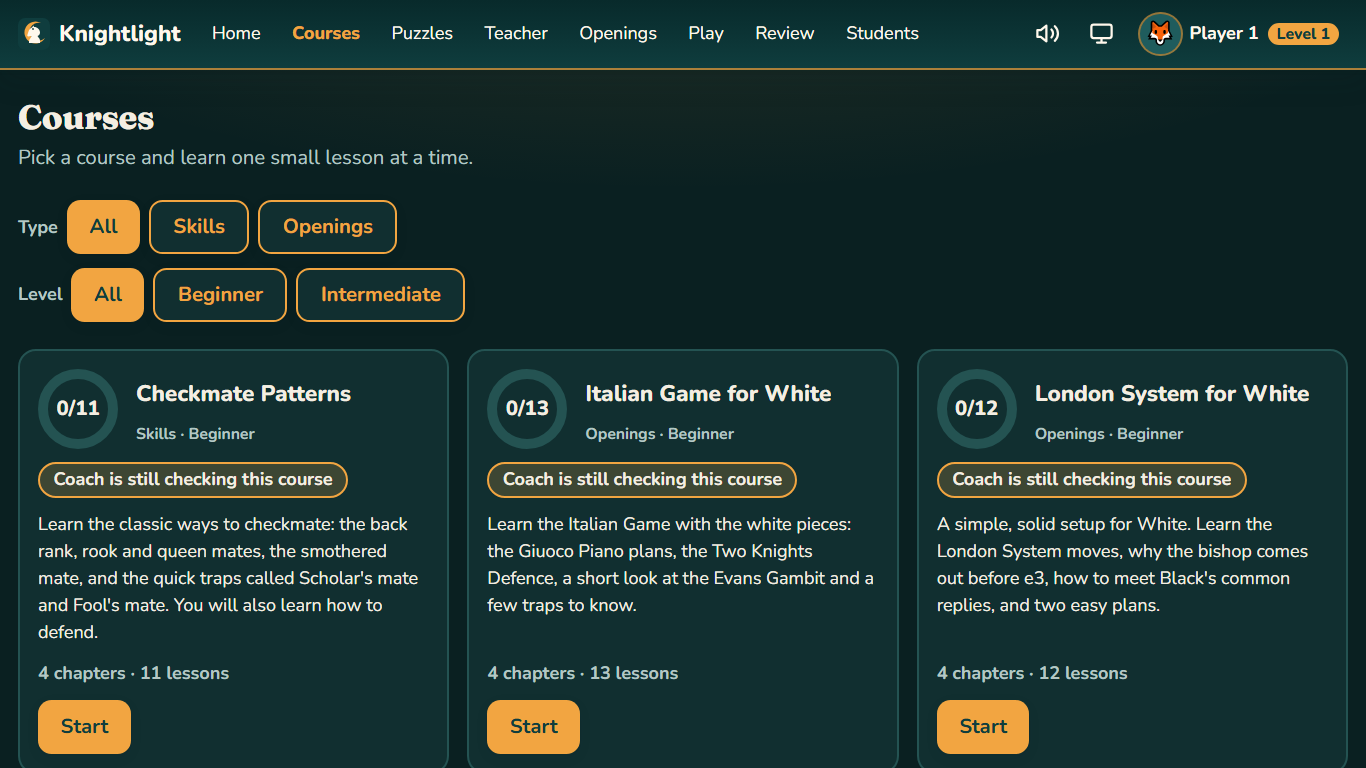 Knightlight Home Courses Puzzles Teacher Openings Play Review Students Player 1 Level 1
Courses
Pick a course and learn one small lesson at a time.
Type All Skills Openings
Level All Beginner Intermediate
0/11 Checkmate Patterns
Skills · Beginner
Coach is still checking this course
Learn the classic ways to checkmate: the back
rank, rook and queen mates, the smothered
mate, and the quick traps called Scholar's mate
and Fool's mate. You will also learn how to
defend.
4 chapters · 11 lessons
Start
0/13 Italian Game for White
Openings · Beginner
Coach is still checking this course
Learn the Italian Game with the white pieces:
the Giuoco Piano plans, the Two Knights
Defence, a short look at the Evans Gambit and a
few traps to know.
4 chapters · 13 lessons
Start
0/12 London System for White
Openings · Beginner
Coach is still checking this course
A simple, solid setup for White. Learn the
London System moves, why the bishop comes
out before e3, how to meet Black's common
replies, and two easy plans.
4 chapters · 12 lessons
Start